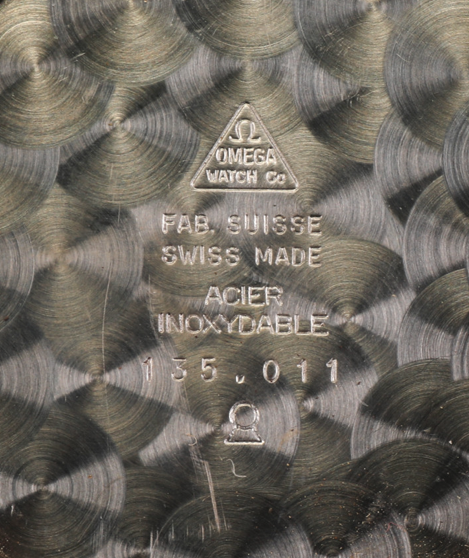 Ω
OMEGA
WATCH Co
FAB. SUISSE
SWISS MADE
ACIER
INOXYDABLE
135.011